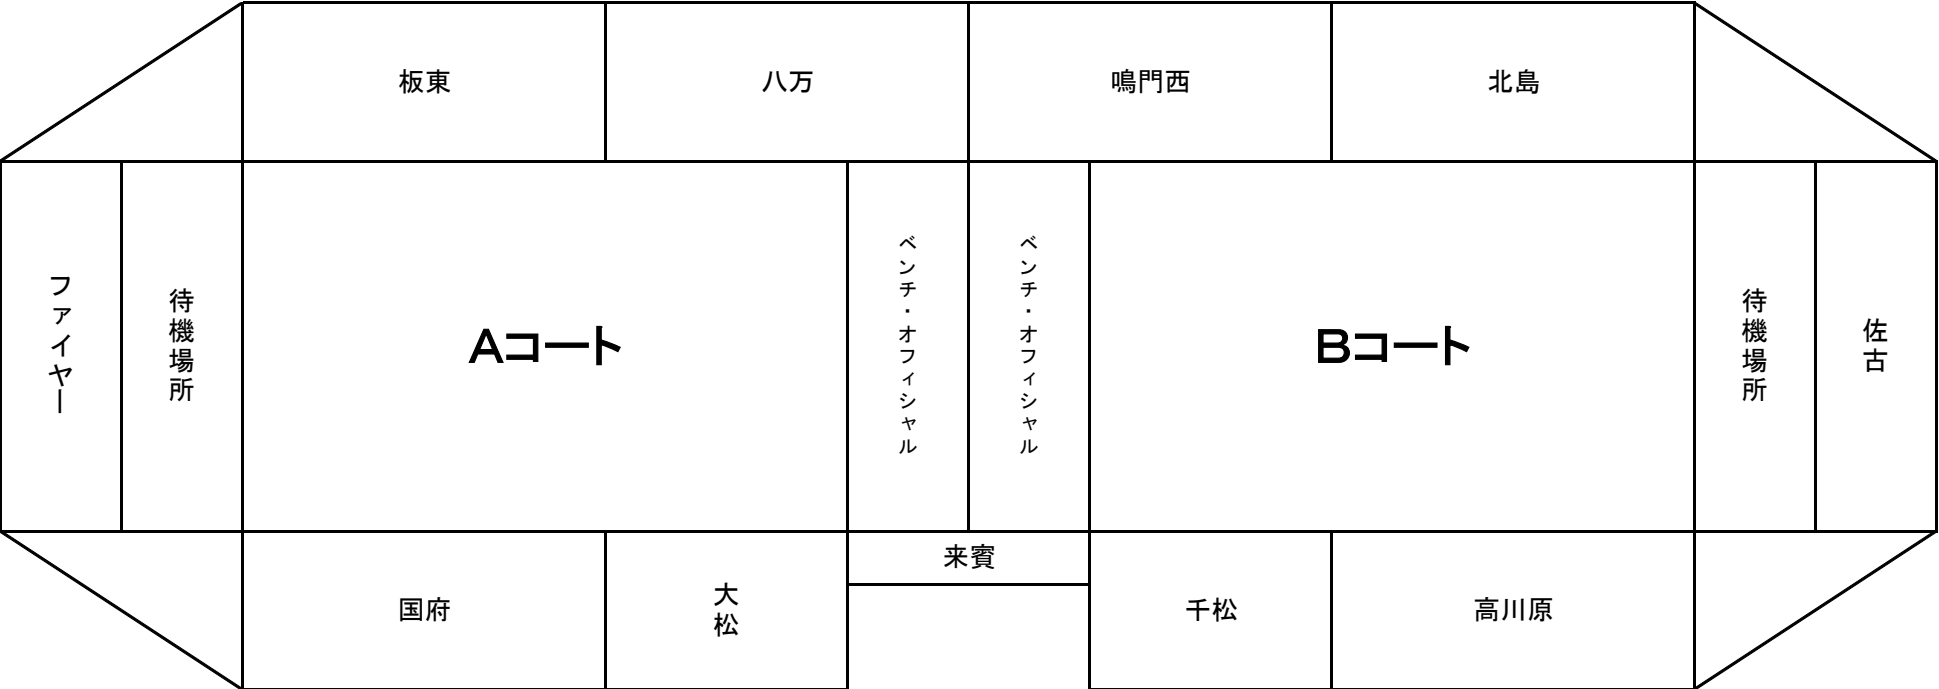 板東
八万
鳴門西
北島
ファイヤー
待機場所
Aコート
ベンチ・オフィシャル
ベンチ・オフィシャル
Bコート
待機場所
佐古
国府
大松
来賓
千松
高川原